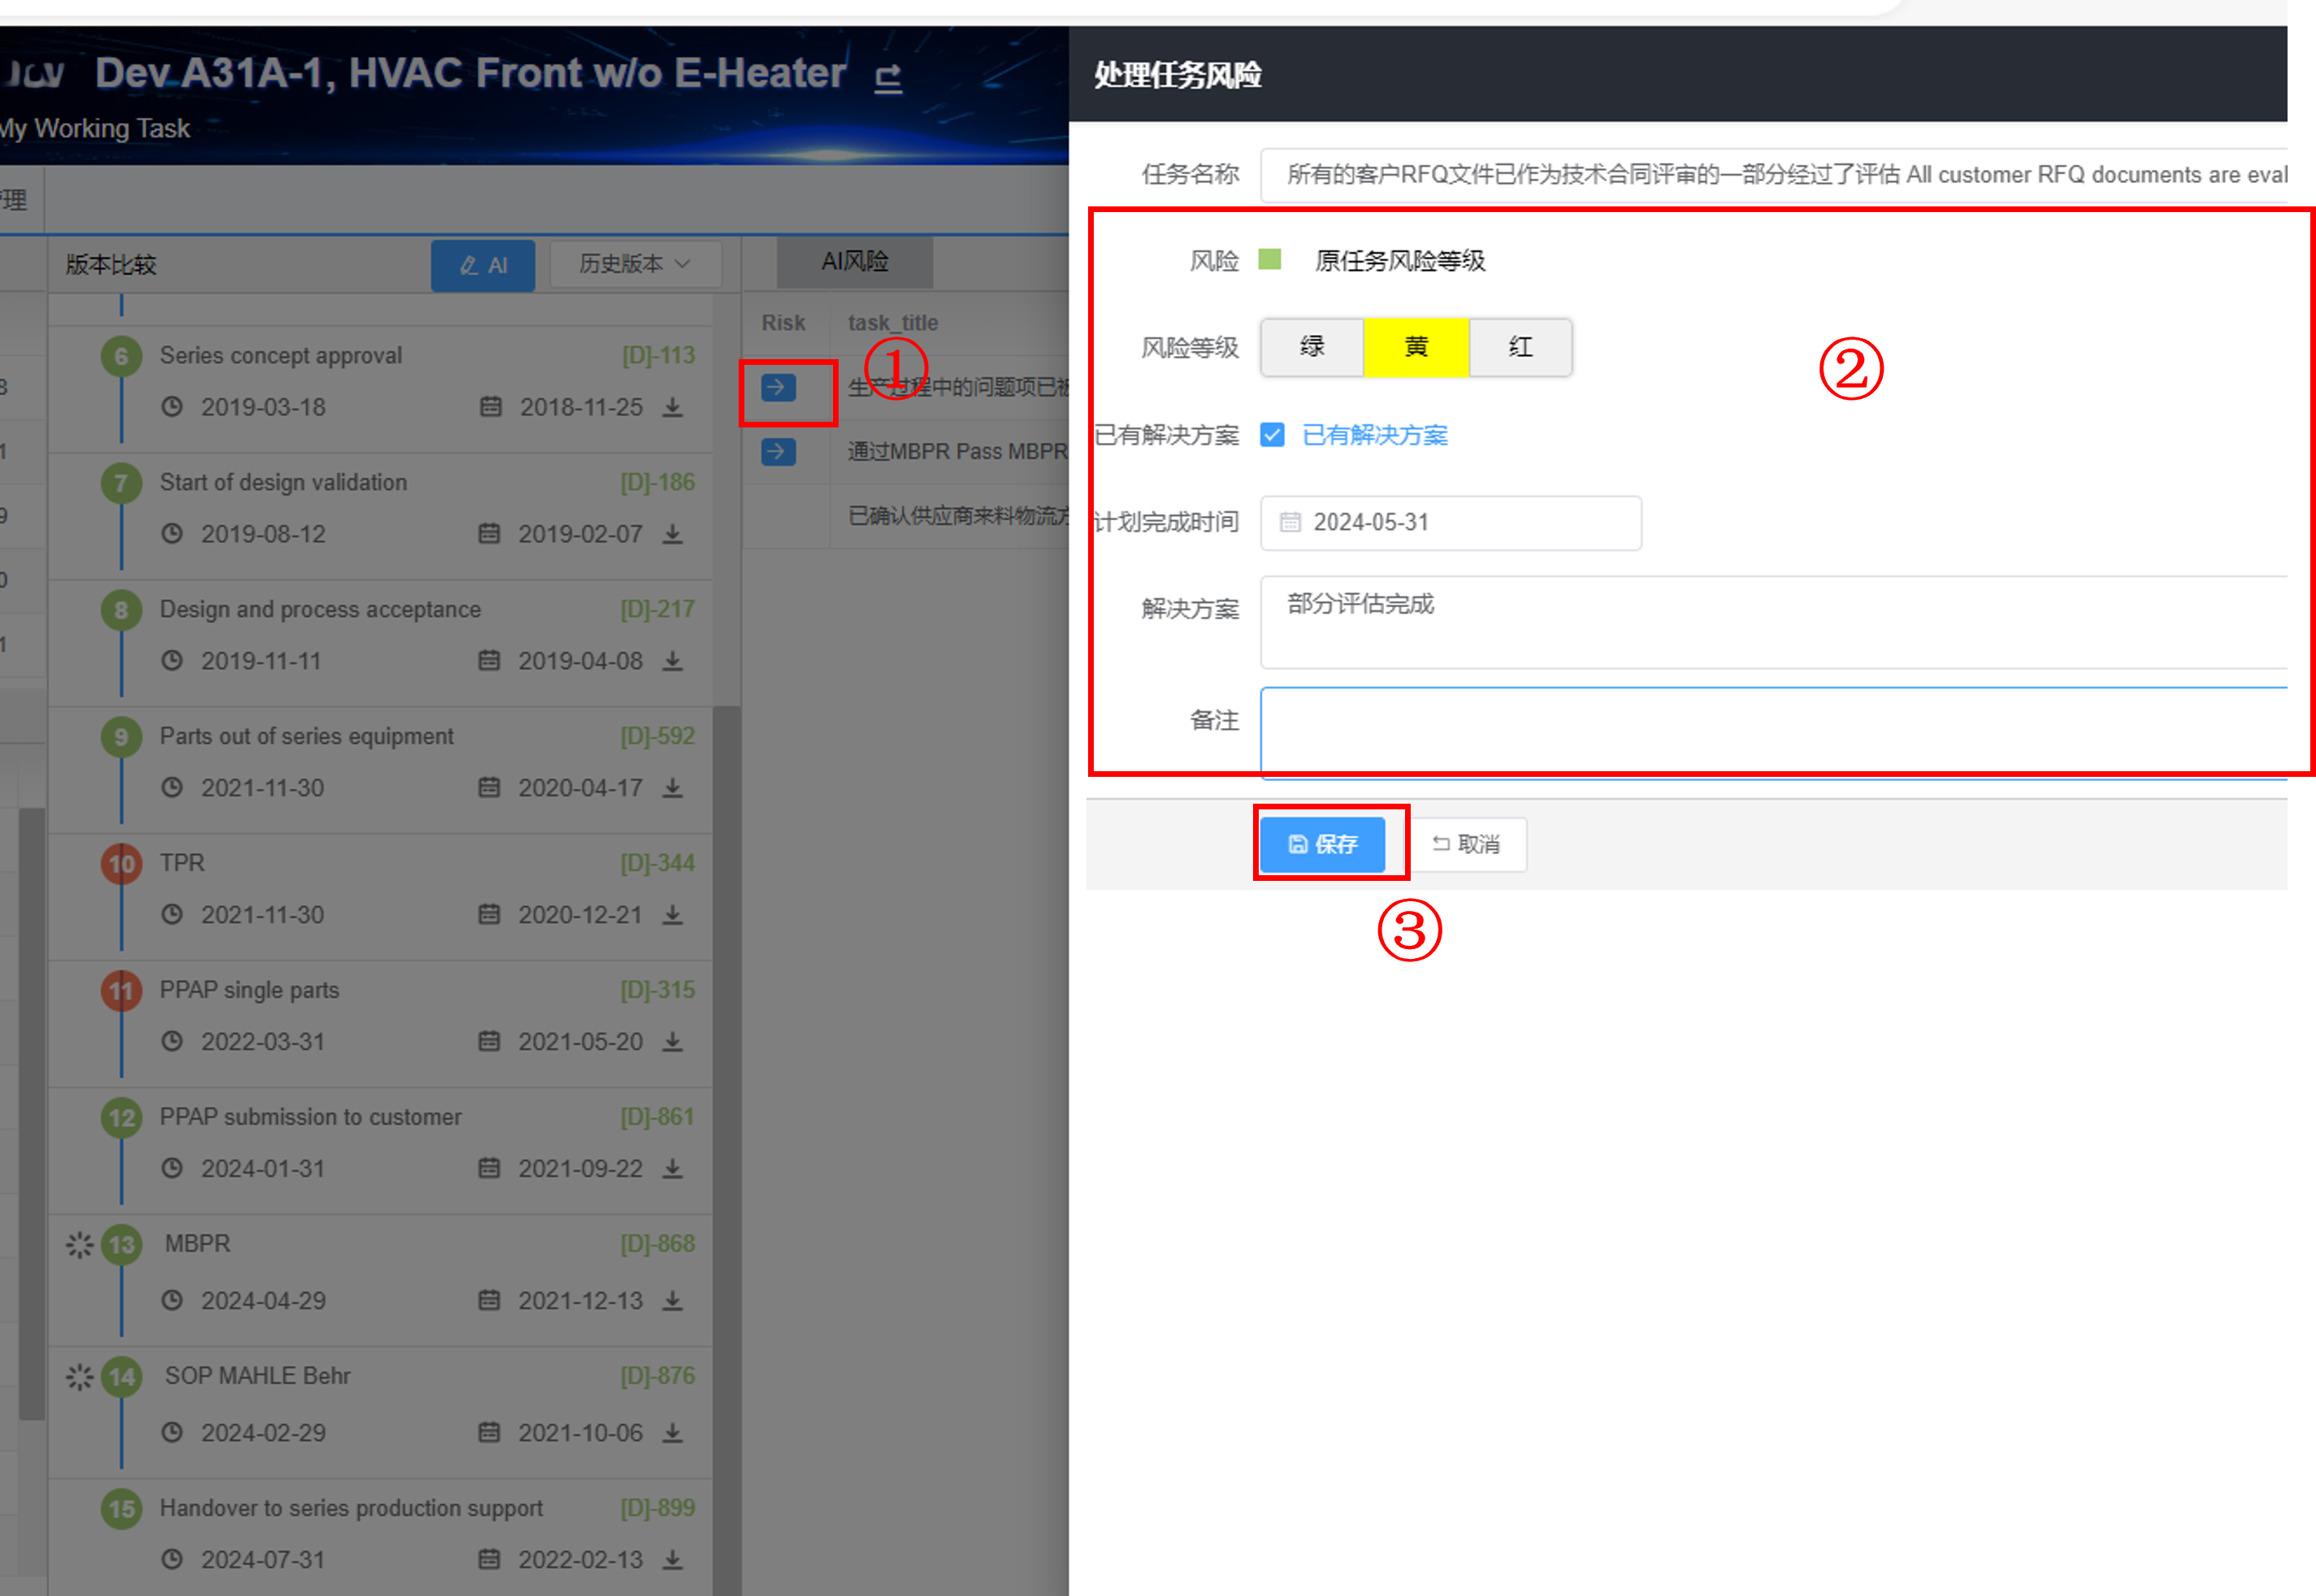 Dev A31A-1, HVAC Front w/o E-Heater
My Working Task
理
版本比较
AI
历史版本
6
Series concept approval
[D]-113
2019-03-18
2018-11-25
7
Start of design validation
[D]-186
2019-08-12
2019-02-07
8
Design and process acceptance
[D]-217
2019-11-11
2019-04-08
9
Parts out of series equipment
[D]-592
2021-11-30
2020-04-17
10
TPR
[D]-344
2021-11-30
2020-12-21
11
PPAP single parts
[D]-315
2022-03-31
2021-05-20
12
PPAP submission to customer
[D]-861
2024-01-31
2021-09-22
13
MBPR
[D]-868
2024-04-29
2021-12-13
14
SOP MAHLE Behr
[D]-876
2024-02-29
2021-10-06
15
Handover to series production support
[D]-899
2024-07-31
2022-02-13
AI风险
Risk
task_title
①
生产过程中的问题项已被
通过MBPR Pass MBPR
已确认供应商来料物流方
处理任务风险
任务名称
所有的客户RFQ文件已作为技术合同评审的一部分经过了评估 All customer RFQ documents are eval
风险
原任务风险等级
风险等级
绿
黄
红
②
已有解决方案
已有解决方案
计划完成时间
2024-05-31
解决方案
部分评估完成
备注
保存
取消
③